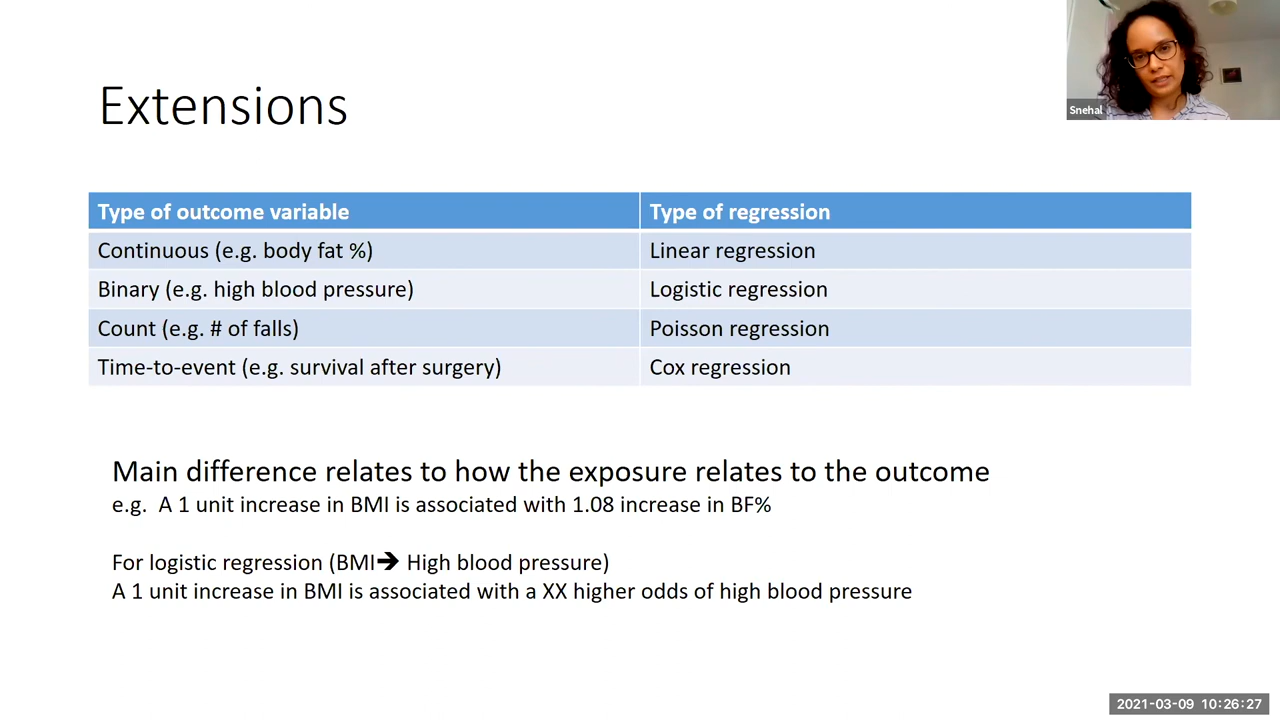 Snehal
Extensions
Type of outcome variable
Type of regression
Continuous (e.g. body fat %)
Linear regression
Binary (e.g. high blood pressure)
Logistic regression
Count (e.g. # of falls)
Poisson regression
Time-to-event (e.g. survival after surgery)
Cox regression
Main difference relates to how the exposure relates to the outcome
e.g. A 1 unit increase in BMI is associated with 1.08 increase in BF%
For logistic regression (BMI➔ High blood pressure)
A 1 unit increase in BMI is associated with a XX higher odds of high blood pressure
2021-03-09 10:26:27